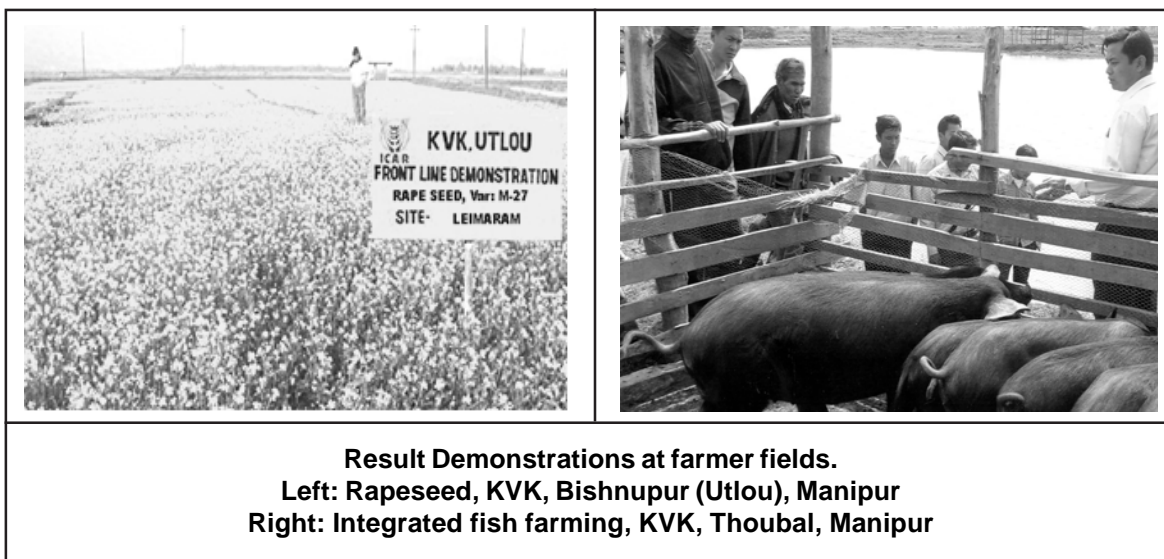 ICAR
KVK, UTLOU
FRONT LINE DEMONSTRATION
RAPE SEED, Var: M-27
SITE- LEIMARAM
Result Demonstrations at farmer fields.
Left: Rapeseed, KVK, Bishnupur (Utlou), Manipur
Right: Integrated fish farming, KVK, Thoubal, Manipur